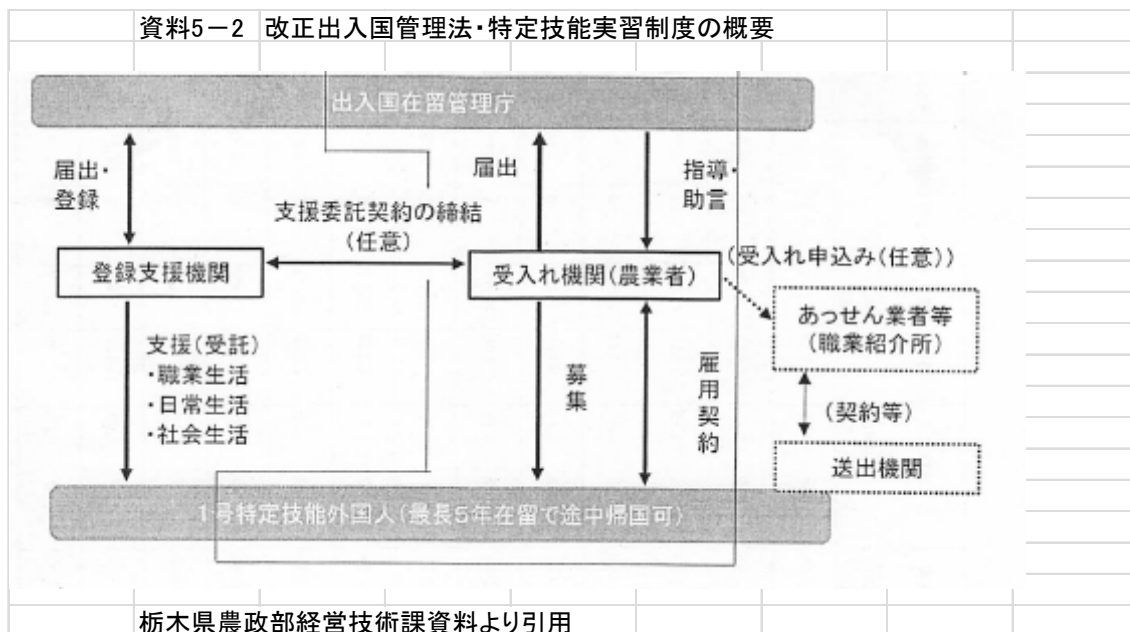 資料5－2 改正出入国管理法・特定技能実習制度の概要
出入国在留管理庁
届出・
登録
届出
指導・
助言
支援委託契約の締結
(任意)
(受入れ申込み(任意))
登録支援機関
受入れ機関(農業者)
あっせん業者等
(職業紹介所)
支援(受託)
・職業生活
・日常生活
・社会生活
募集
雇用契約
(契約等)
送出機関
1号特定技能外国人(最長5年在留で途中帰国可)
栃木県農政部経営技術課資料より引用